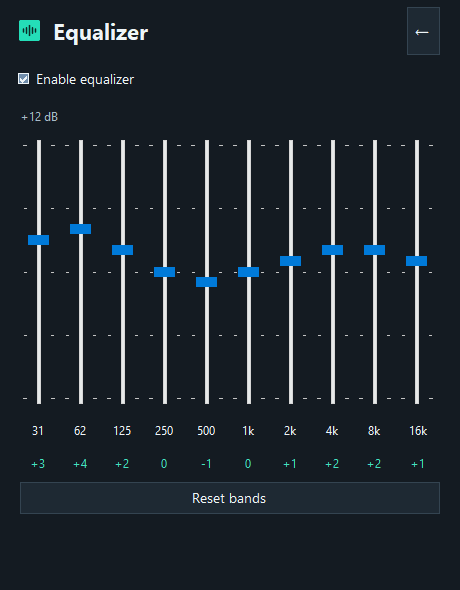 Equalizer
←
Enable equalizer
+12 dB
31 62 125 250 500 1k 2k 4k 8k 16k
+3 +4 +2 0 -1 0 +1 +2 +2 +1
Reset bands